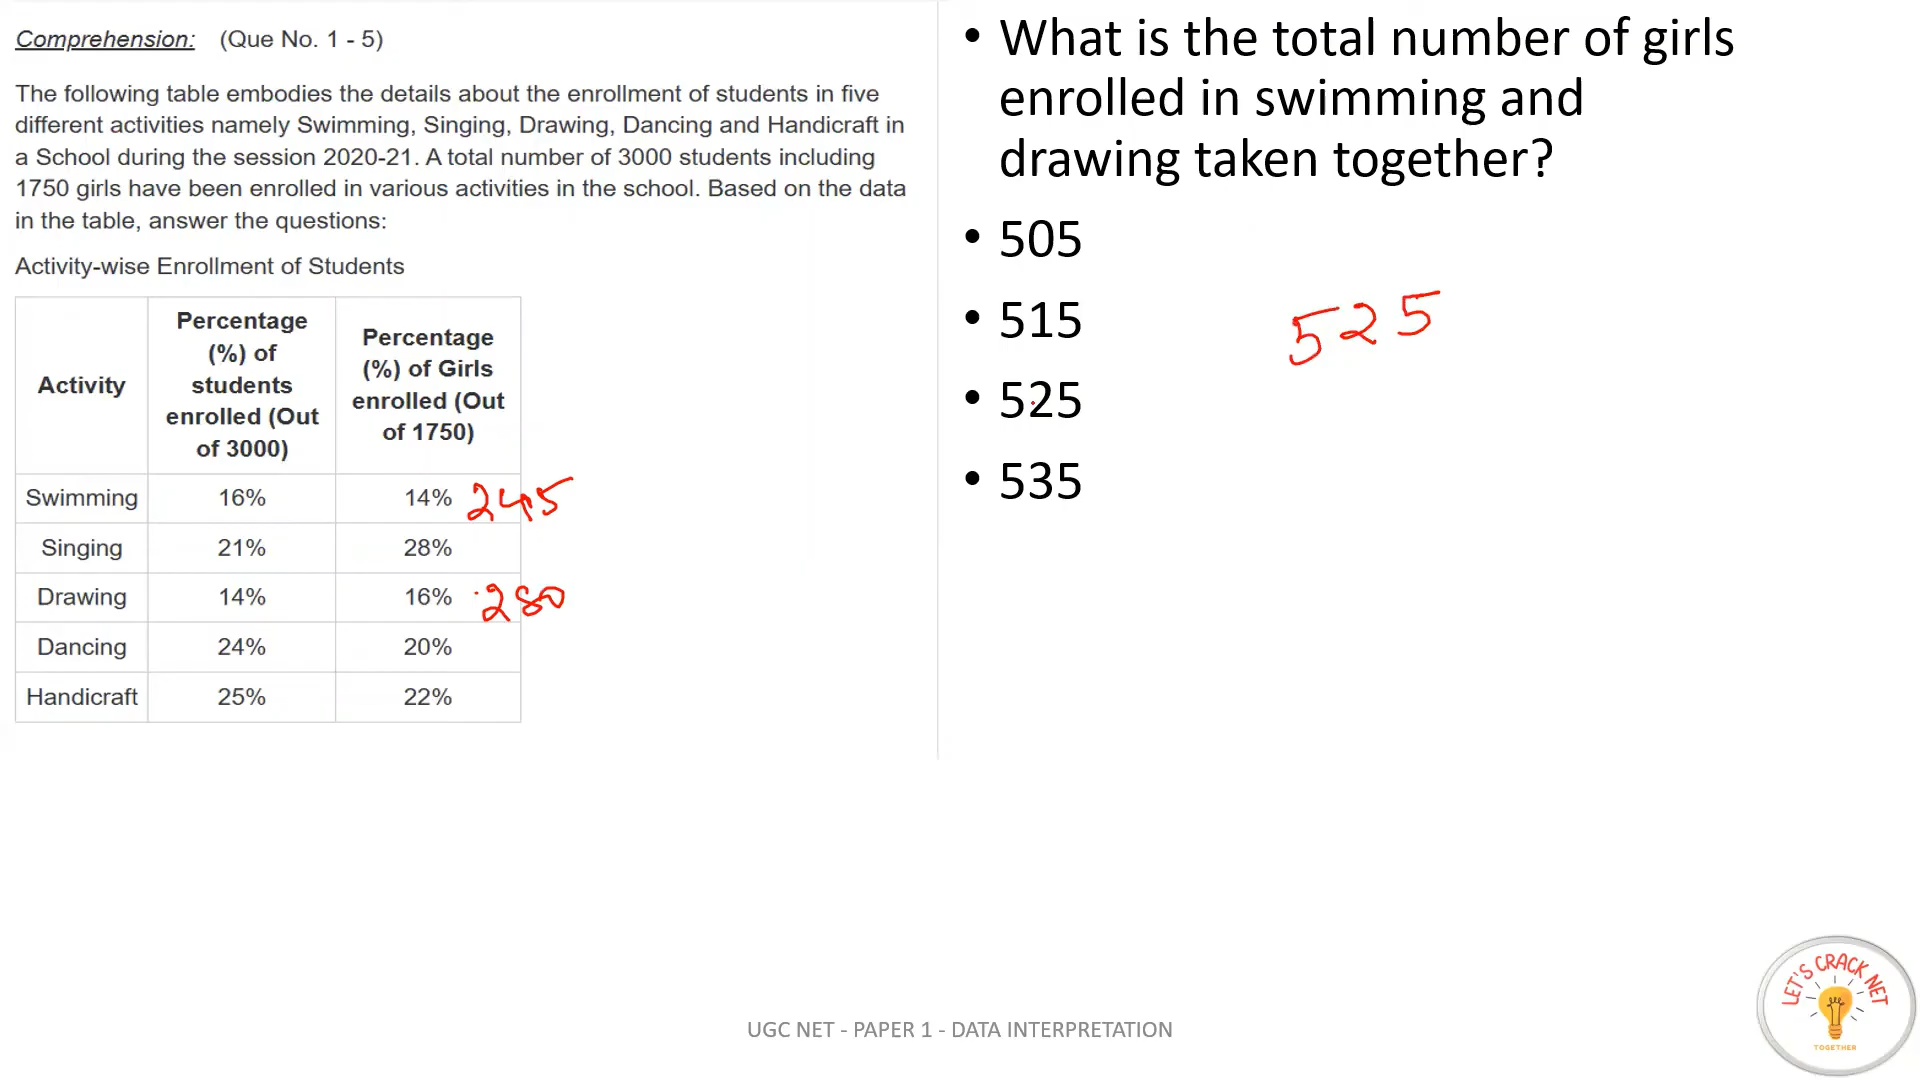 Comprehension: (Que No. 1 - 5)
The following table embodies the details about the enrollment of students in five
different activities namely Swimming, Singing, Drawing, Dancing and Handicraft in
a School during the session 2020-21. A total number of 3000 students including
1750 girls have been enrolled in various activities in the school. Based on the data
in the table, answer the questions:
Activity-wise Enrollment of Students
Activity
Percentage
(%) of
students
enrolled (Out
of 3000)
Percentage
(%) of Girls
enrolled (Out
of 1750)
Swimming 16% 14% 245
Singing 21% 28%
Drawing 14% 16% 280
Dancing 24% 20%
Handicraft 25% 22%
• What is the total number of girls
enrolled in swimming and
drawing taken together?
• 505
• 515
• 525
• 535
525
UGC NET - PAPER 1 - DATA INTERPRETATION
LET'S CRACK NET
TOGETHER